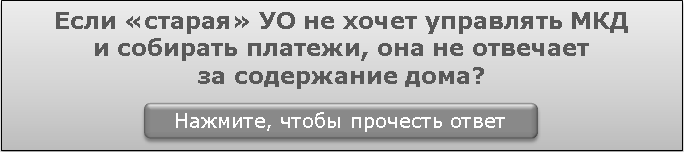 Если «старая» УО не хочет управлять МКД
и собирать платежи, она не отвечает
за содержание дома?
Нажмите, чтобы прочесть ответ